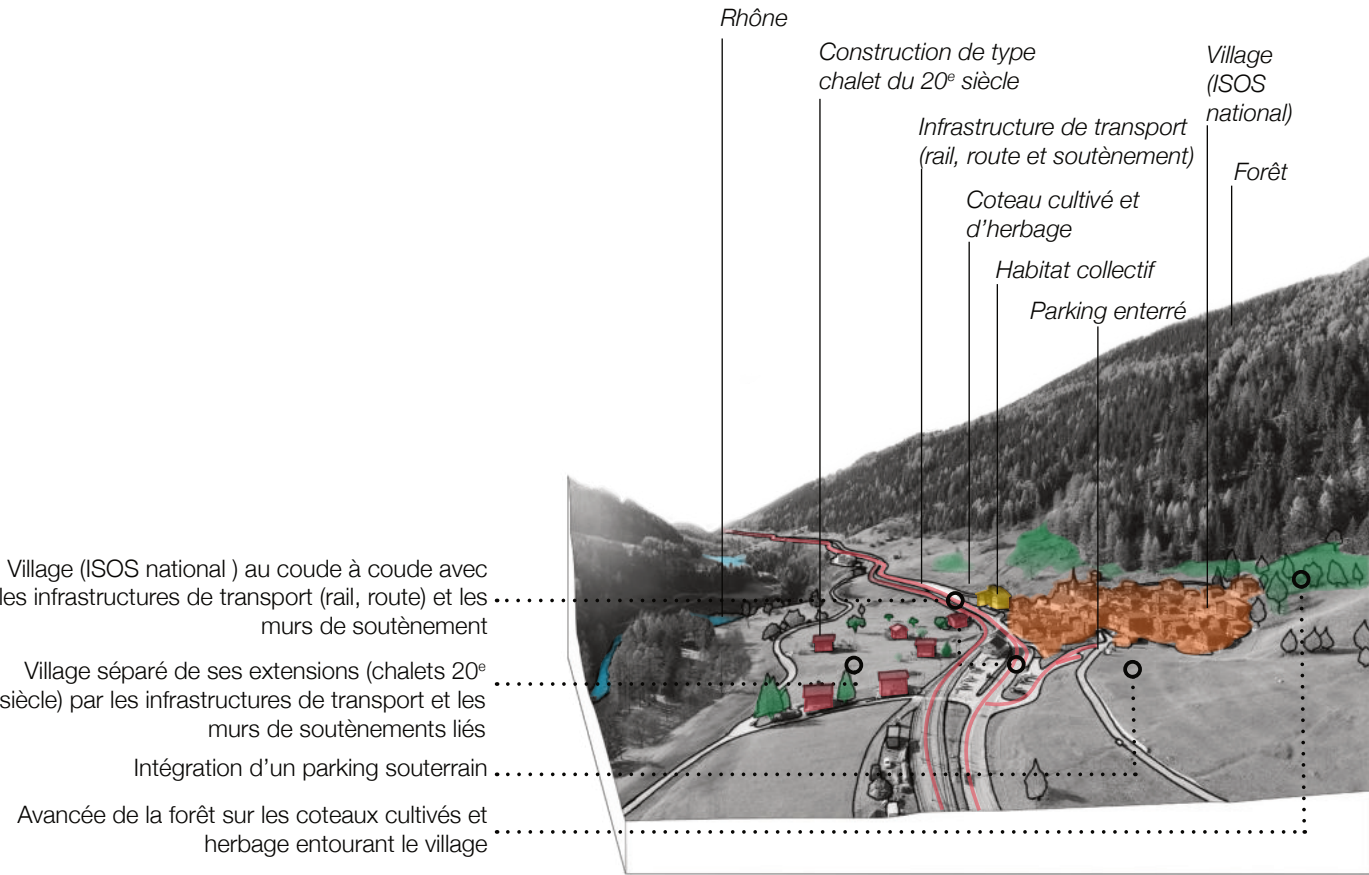 Rhône
Construction de type
chalet du 20e siècle
Village
(ISOS
national)
Infrastructure de transport
(rail, route et soutènement)
Forêt
Coteau cultivé et
d'herbage
Habitat collectif
Parking enterré
Village (ISOS national ) au coude à coude avec
les infrastructures de transport (rail, route) et les
murs de soutènement
Village séparé de ses extensions (chalets 20e
siècle) par les infrastructures de transport et les
murs de soutènements liés
Intégration d'un parking souterrain
Avancée de la forêt sur les coteaux cultivés et
herbage entourant le village